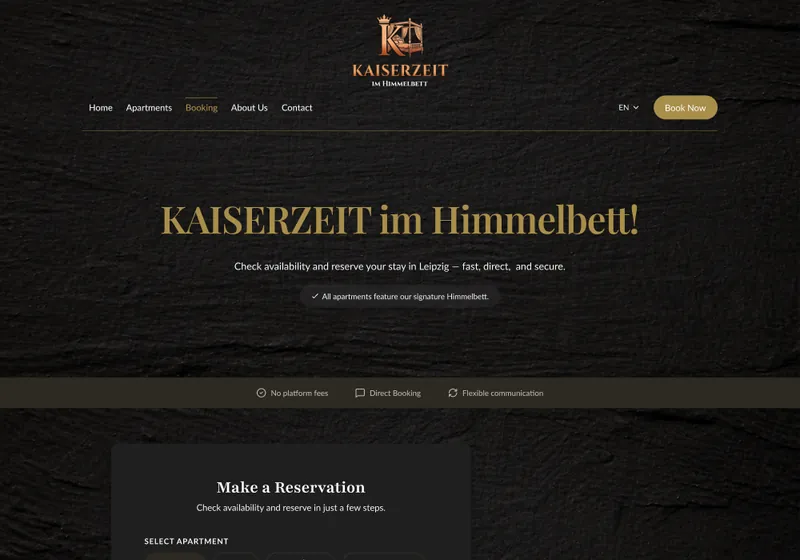 K
KAISERZEIT
IM HIMMELBETT
Home Apartments Booking About Us Contact EN Book Now
KAISERZEIT im Himmelbett!
Check availability and reserve your stay in Leipzig — fast, direct, and secure.
All apartments feature our signature Himmelbett.
No platform fees Direct Booking Flexible communication
Make a Reservation
Check availability and reserve in just a few steps.
SELECT APARTMENT